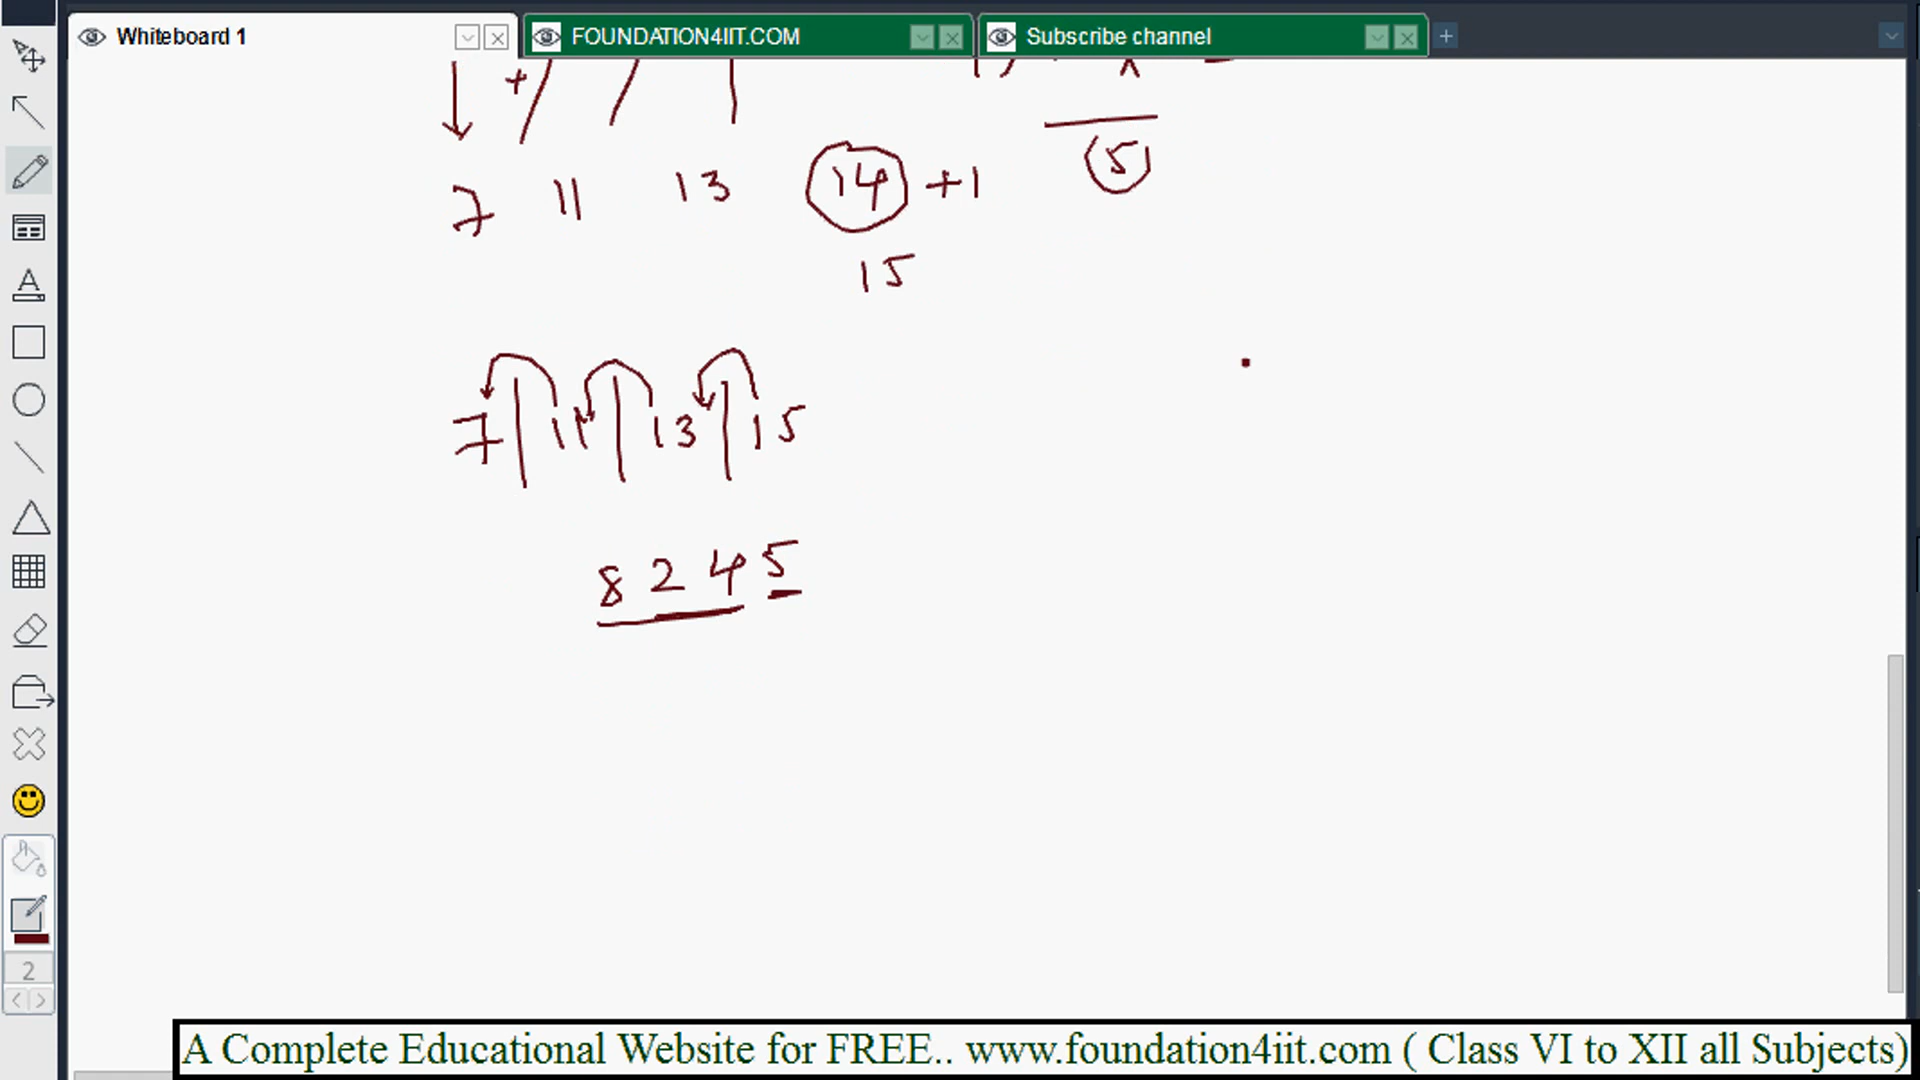 Whiteboard 1 FOUNDATION4IIT.COM Subscribe channel
+
7 11 13 14 +1 5
15
7 | 11 | 13 | 15
8 2 4 5
2
A Complete Educational Website for FREE.. www.foundation4iit.com ( Class VI to XII all Subjects)